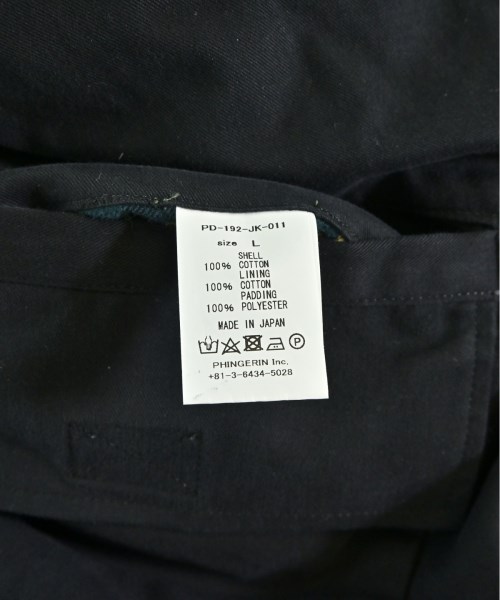 PD-192-JK-011
size L
SHELL
100% COTTON
LINING
100% COTTON
PADDING
100% POLYESTER
MADE IN JAPAN
P
PHINGERIN Inc.
+81-3-6434-5028